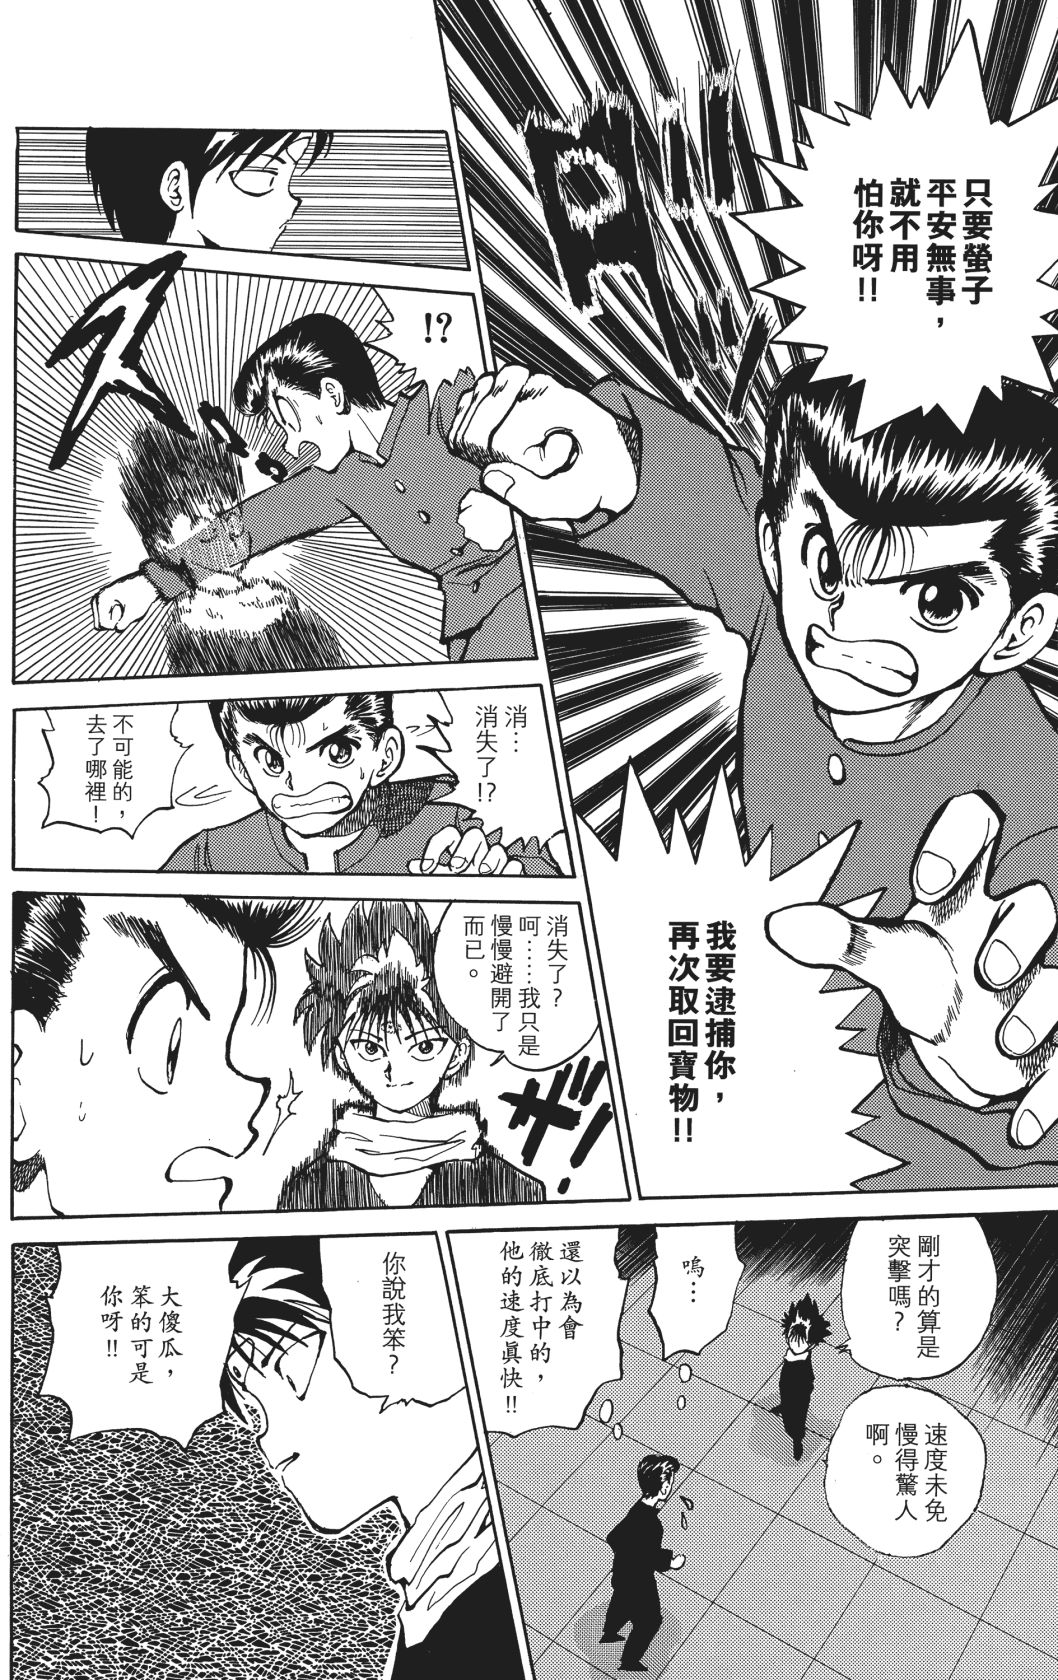 只要螢子
平安無事，
就不用
怕你呀!!
我要逮捕你，
再次取回寶物!!
!?
消…
消失了!?
不可能的，
去了哪裡！
消失了？
呵……我只是
慢慢避開了
而已。
剛才的算是
突擊嗎？
速度未免
慢得驚人
啊。
嗚…
還以為會
徹底打中的，
他的速度真快!!
你說我笨？
大傻瓜，
笨的可是
你呀!!